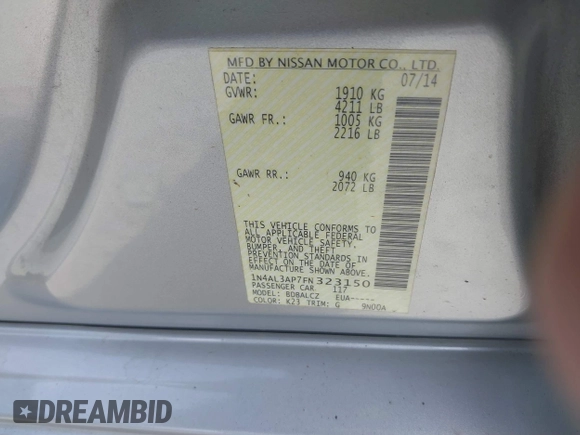 MFD BY NISSAN MOTOR CO., LTD.
DATE: 07/14
GVWR: 1910 KG
4211 LB
GAWR FR.: 1005 KG
2216 LB
GAWR RR.: 940 KG
2072 LB
THIS VEHICLE CONFORMS TO
ALL APPLICABLE FEDERAL
MOTOR VEHICLE SAFETY,
BUMPER, AND THEFT
PREVENTION STANDARDS IN
EFFECT ON THE DATE OF
MANUFACTURE SHOWN ABOVE.
1N4AL3AP7FN323150
PASSENGER CAR. 117
MODEL: BDBALCZ EUA-----
COLOR: K23 TRIM: G 9400A
DREAMBID